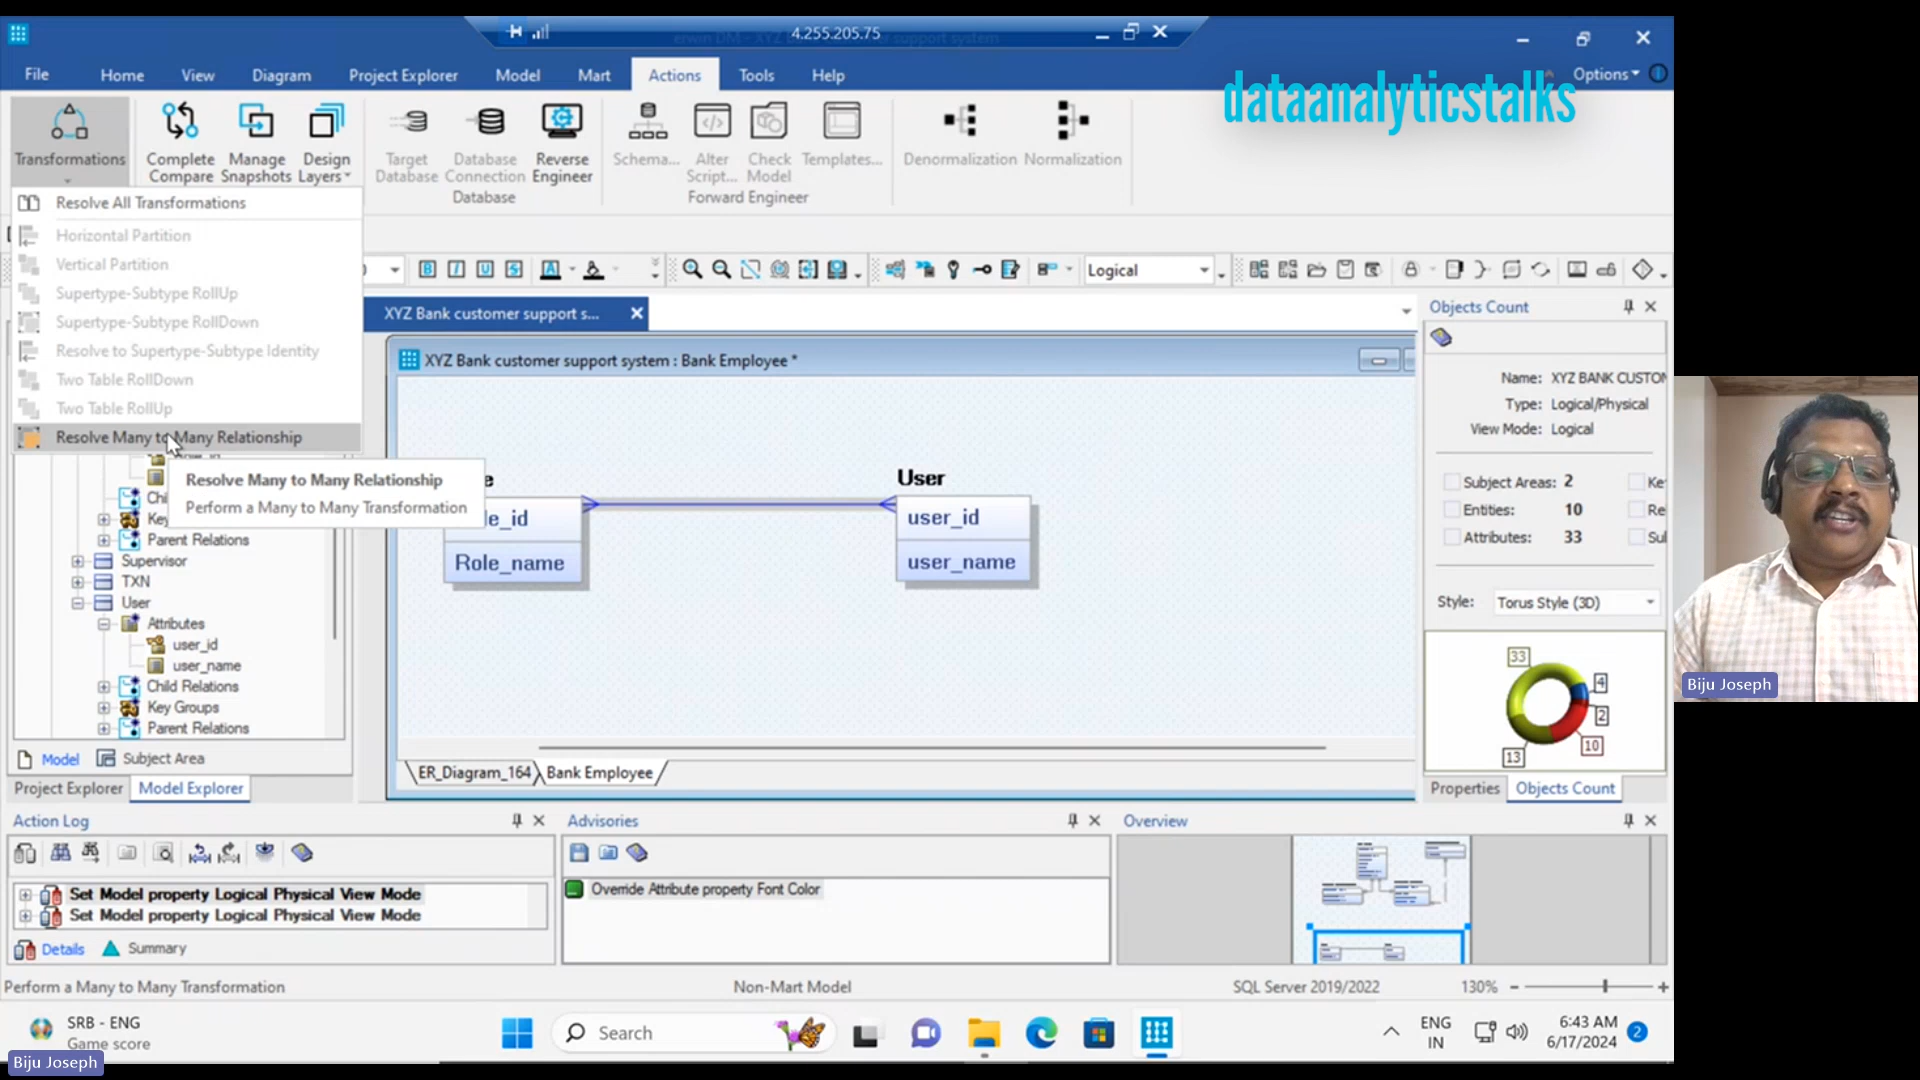 4.255.205.75
File Home View Diagram Project Explorer Model Mart Actions Tools Help Options
dataanalyticstalks
Transformations
Complete Compare
Manage Snapshots
Design Layers
Target Database
Database Connection
Reverse Engineer
Database
Schema...
Alter Script...
Check Model
Templates...
Forward Engineer
Denormalization
Normalization
Resolve All Transformations
Horizontal Partition
Vertical Partition
Supertype-Subtype RollUp
Supertype-Subtype RollDown
Resolve to Supertype-Subtype Identity
Two Table RollDown
Two Table RollUp
Resolve Many to Many Relationship
Resolve Many to Many Relationship
Perform a Many to Many Transformation
B I U S A
Logical
XYZ Bank customer support s...
XYZ Bank customer support system : Bank Employee *
le_id
Role_name
User
user_id
user_name
Chi
Key
Parent Relations
Supervisor
TXN
User
Attributes
user_id
user_name
Child Relations
Key Groups
Parent Relations
Model Subject Area
Project Explorer Model Explorer
ER_Diagram_164 Bank Employee
Objects Count
Name: XYZ BANK CUSTO
Type: Logical/Physical
View Mode: Logical
Subject Areas: 2 Ke
Entities: 10 Re
Attributes: 33 Sul
Style: Torus Style (3D)
33
4
2
10
13
Properties Objects Count
Biju Joseph
Action Log
Set Model property Logical Physical View Mode
Set Model property Logical Physical View Mode
Details Summary
Advisories
Override Attribute property Font Color
Overview
Perform a Many to Many Transformation
Non-Mart Model
SQL Server 2019/2022
130%
SRB - ENG
Game score
Search
ENG
IN
6:43 AM
6/17/2024
2
Biju Joseph